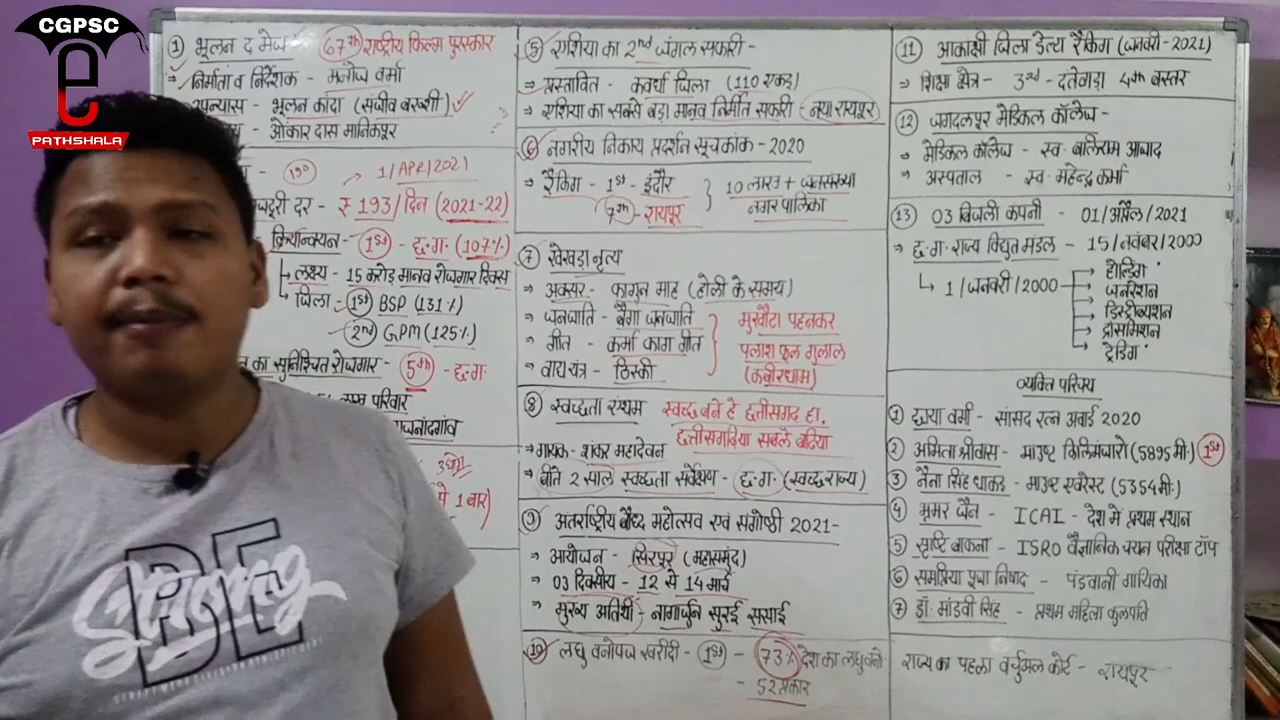 CGPSC
e
PATHSHALA
BE
Strong
① भूलन द मेज 67th राष्ट्रीय फिल्म पुरस्कार
→ निर्माता व निर्देशक - मनोज वर्मा
उपन्यास - भूलन कांदा (संजीव बख्शी)
- ओंकार दास मानिकपुर
190 1/APR/2021
मजदूरी दर - ₹ 193/दिन (2021-22)
क्रियान्वयन - 1st - छ.ग. (107%)
लक्ष्य - 15 करोड़ मानव रोजगार दिवस
जिला - 1st BSP (131%)
2nd GPM (125%)
का सुनिश्चित रोजगार - 5th - छ.ग.
परिवार
राजनांदगांव
से 1 बार)
⑤ एशिया का 2nd जंगल सफारी -
→ प्रस्तावित - कवर्धा जिला (110 एकड़)
→ एशिया का सबसे बड़ा मानव निर्मीत सफारी - नया रायपुर
⑥ नगरीय निकाय प्रदर्शन सूचकांक - 2020
→ रैंकिंग - 1st - इंदौर } 10 लाख + जनसंख्या
7th - रायपुर नगर पालिका
⑦ खेखड़ा नृत्य
→ अवसर - फागुन माह (होली के समय)
→ जनजाति - बैगा जनजाति } मुखौटा पहनकर
→ गीत - कर्मा फाग गीत पलाश फूल गुलाल
→ वाद्ययंत्र - ठिस्की (कबीरधाम)
⑧ स्वच्छता एंथम स्वच्छ बने हे छत्तीसगढ़ हा,
छत्तीसगढ़िया सबले बढ़िया
→ गायक - शंकर महादेवन
→ बीते 2 साल स्वच्छता सर्वेक्षण - छ.ग. (स्वच्छ राज्य)
⑨ अंतर्राष्ट्रीय बौध्द महोत्सव एवं संगोष्ठी 2021 -
→ आयोजन - सिरपुर (महासमुंद)
→ 03 दिवसीय - 12 से 14 मार्च
→ मुख्य अतिथी - नागार्जुन सुरई ससाई
⑩ लघु वनोपज खरीदी - 1st - 73% देश का लघु वनो.
- 52 प्रकार
⑪ आकांक्षी जिला डेल्टा रैंकिंग (जनवरी - 2021)
→ शिक्षा क्षेत्र - 3rd - दंतेवाड़ा 4th बस्तर
⑫ जगदलपुर मेडिकल कॉलेज -
→ मेडिकल कॉलेज - स्व. बलिराम
→ अस्पताल - स्व. महेन्द्र कर्मा
⑬ 03 बिजली कंपनी - 01/अप्रैल/2021
→ छ.ग. राज्य विद्युत मंडल - 15/नवंबर/2000
↳ 1/जनवरी/2000
होल्डिंग
जनरेशन
डिस्ट्रीब्यूशन
ट्रांसमिशन
ट्रेडिंग
व्यक्ति परिचय
① छाया वर्मा - सांसद रत्न अवार्ड 2020
② अमिता श्रीवास - माउण्ट किलिमंजारो (5895 मी.) 1st
③ नैना सिंह धाकड़ - माउण्ट एवरेस्ट (5354 मी.)
④ भ्रमर जैन - ICAI - देश में प्रथम स्थान
⑤ सृष्टि बाफना - ISRO वैज्ञानिक चयन परीक्षा टॉप
⑥ समप्रिया पूजा निषाद - पंडवानी गायिका
⑦ डॉ. मांडवी सिंह - प्रथम महिला कुलपति
राज्य का पहला वर्चुअल कोर्ट - रायपुर